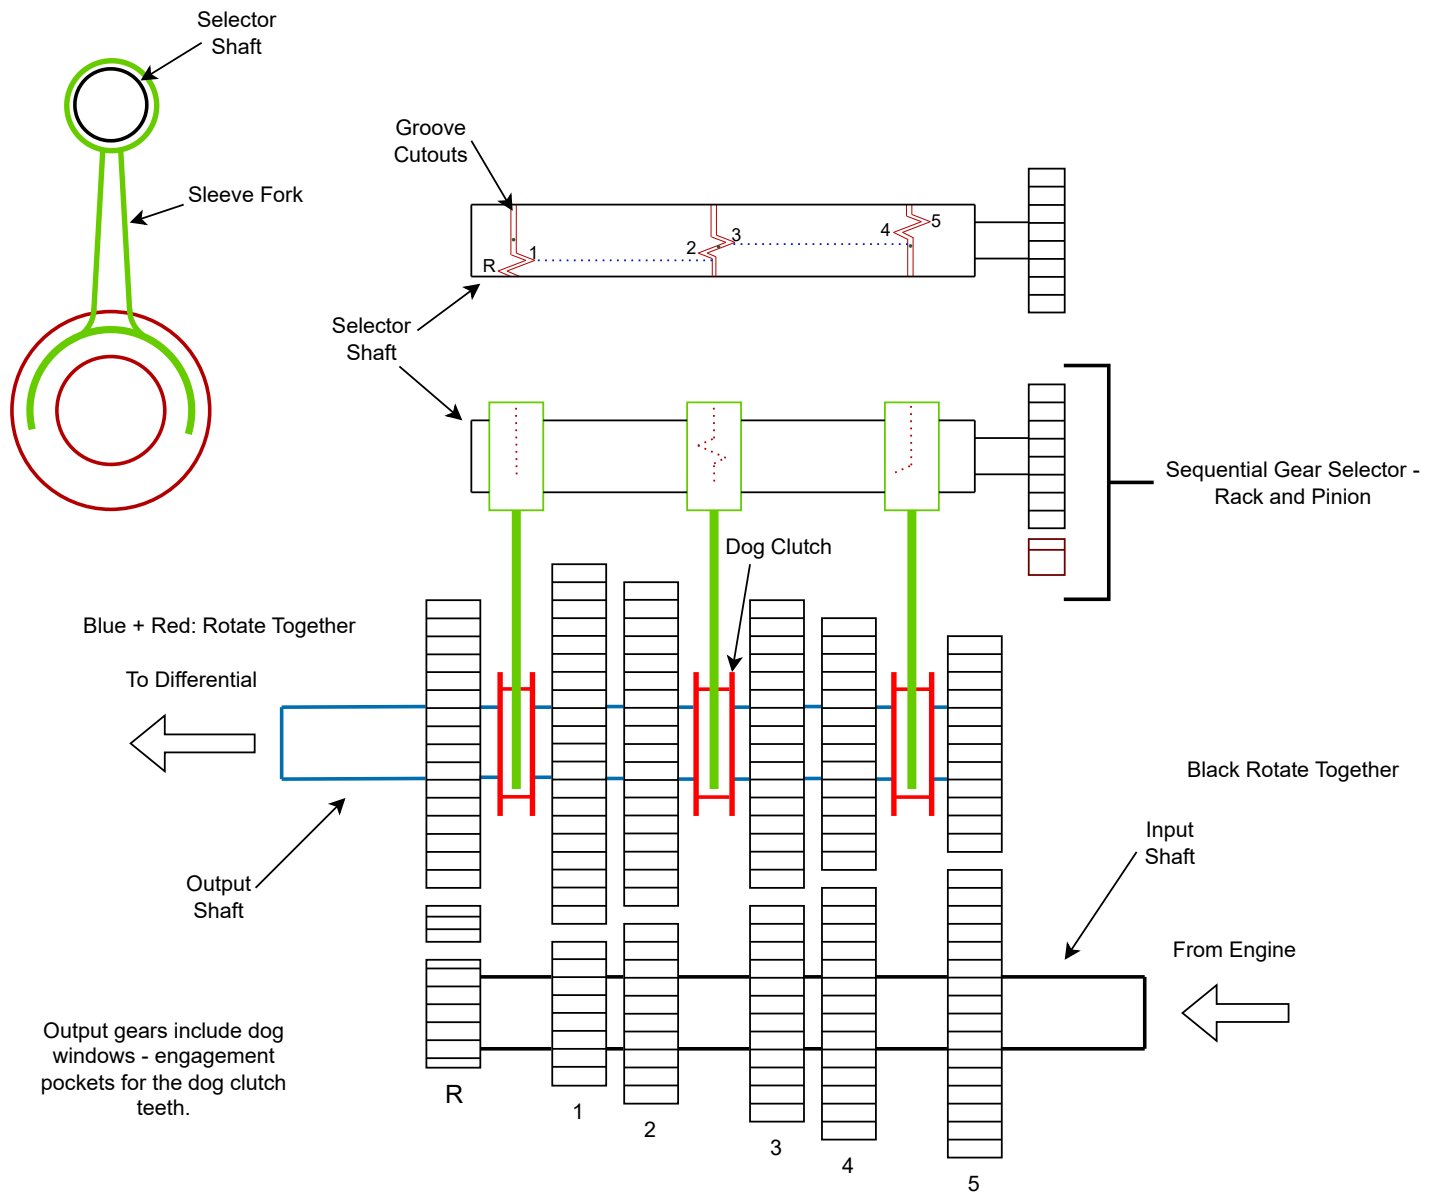 Selector
Shaft
Sleeve Fork
Groove
Cutouts
1
R
2
3
4
5
Selector
Shaft
Sequential Gear Selector -
Rack and Pinion
Dog Clutch
Blue + Red: Rotate Together
To Differential
Black Rotate Together
Input
Shaft
Output
Shaft
From Engine
Output gears include dog
windows - engagement
pockets for the dog clutch
teeth.
R
1
2
3
4
5